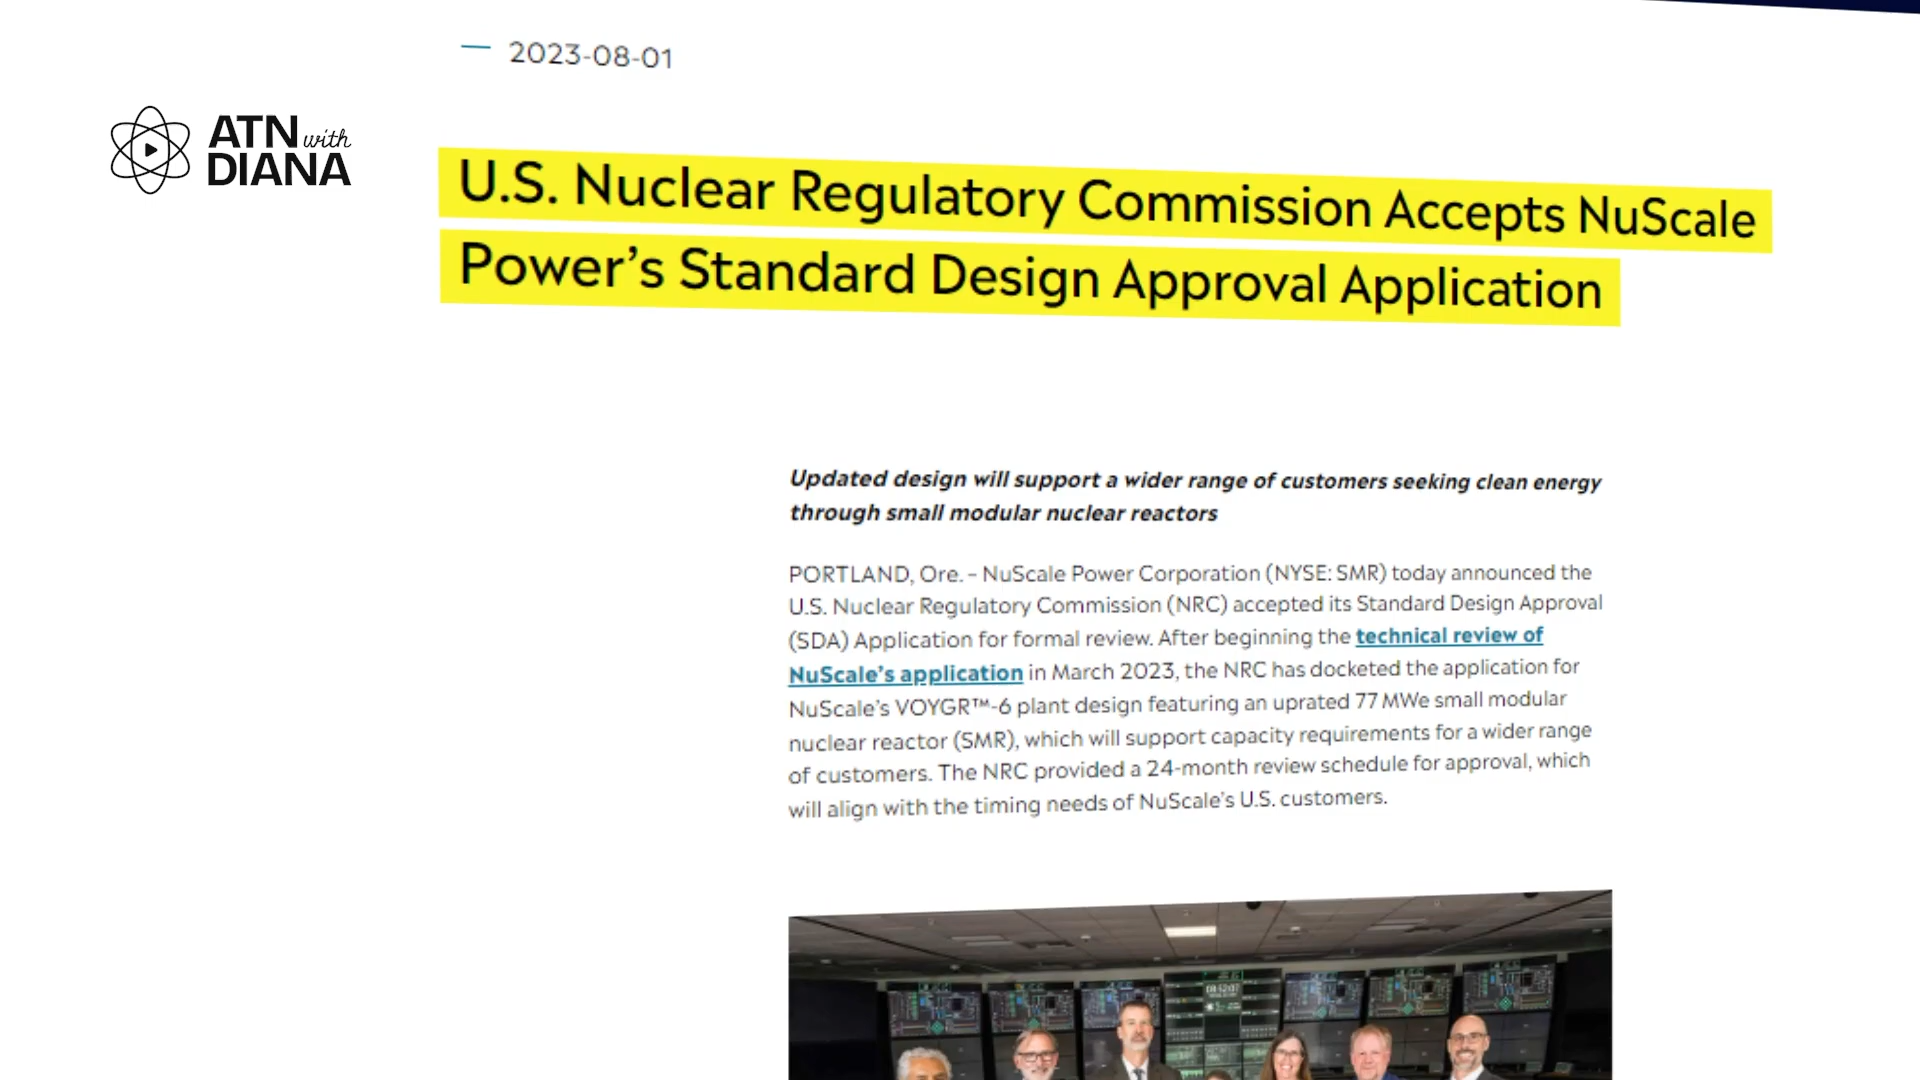 2023-08-01
ATN with
DIANA
U.S. Nuclear Regulatory Commission Accepts NuScale
Power’s Standard Design Approval Application
Updated design will support a wider range of customers seeking clean energy
through small modular nuclear reactors
PORTLAND, Ore. – NuScale Power Corporation (NYSE: SMR) today announced the
U.S. Nuclear Regulatory Commission (NRC) accepted its Standard Design Approval
(SDA) Application for formal review. After beginning the technical review of
NuScale’s application in March 2023, the NRC has docketed the application for
NuScale’s VOYGR™-6 plant design featuring an uprated 77 MWe small modular
nuclear reactor (SMR), which will support capacity requirements for a wider range
of customers. The NRC provided a 24-month review schedule for approval, which
will align with the timing needs of NuScale’s U.S. customers.